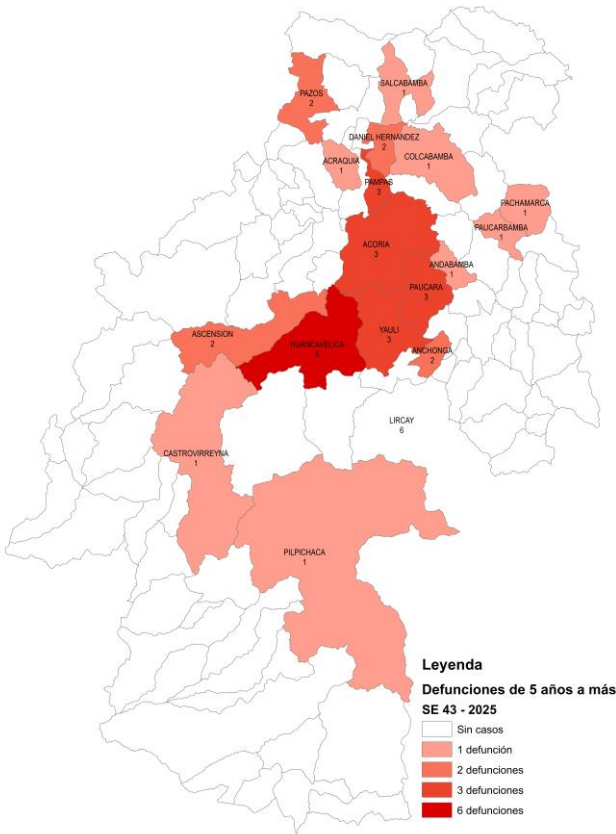 SALCABAMBA
1
PAZOS
2
DANIEL HERNANDEZ
2
COLCABAMBA
1
ACRAQUIA
1
PAMPAS
3
PACHAMARCA
1
PAUCARBAMBA
1
ACORIA
3
ANDABAMBA
1
PAUCARA
3
ASCENSION
2
YAULI
3
HUANCAVELICA
ANCHONGA
2
LIRCAY
6
CASTROVIRREYNA
1
PILPICHACA
1
Leyenda
Defunciones de 5 años a más
SE 43 - 2025
Sin casos
1 defunción
2 defunciones
3 defunciones
6 defunciones